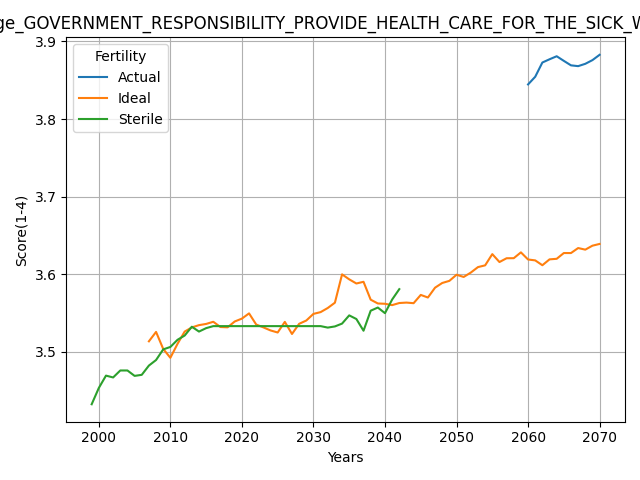 ge_GOVERNMENT_RESPONSIBILITY_PROVIDE_HEALTH_CARE_FOR_THE_SICK_W
Fertility
Actual
Ideal
Sterile
3.9
3.8
3.7
3.6
3.5
Score(1-4)
2000 2010 2020 2030 2040 2050 2060 2070
Years